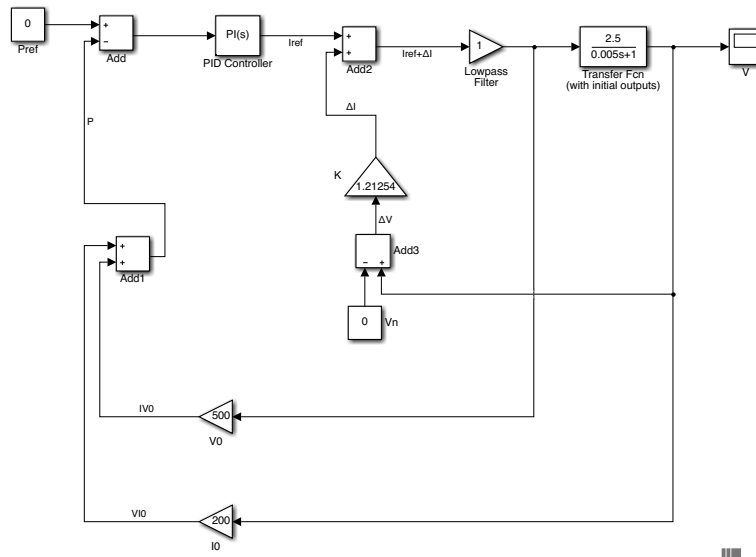 0
Pref
+
−
Add
PI(s)
PID Controller
Iref
+
+
Add2
Iref+ΔI
1
Lowpass
Filter
2.5
0.005s+1
Transfer Fcn
(with initial outputs)
V
P
ΔI
K
1.21254
ΔV
−
+
Add3
+
+
Add1
0
Vn
IV0
500
V0
VI0
200
I0